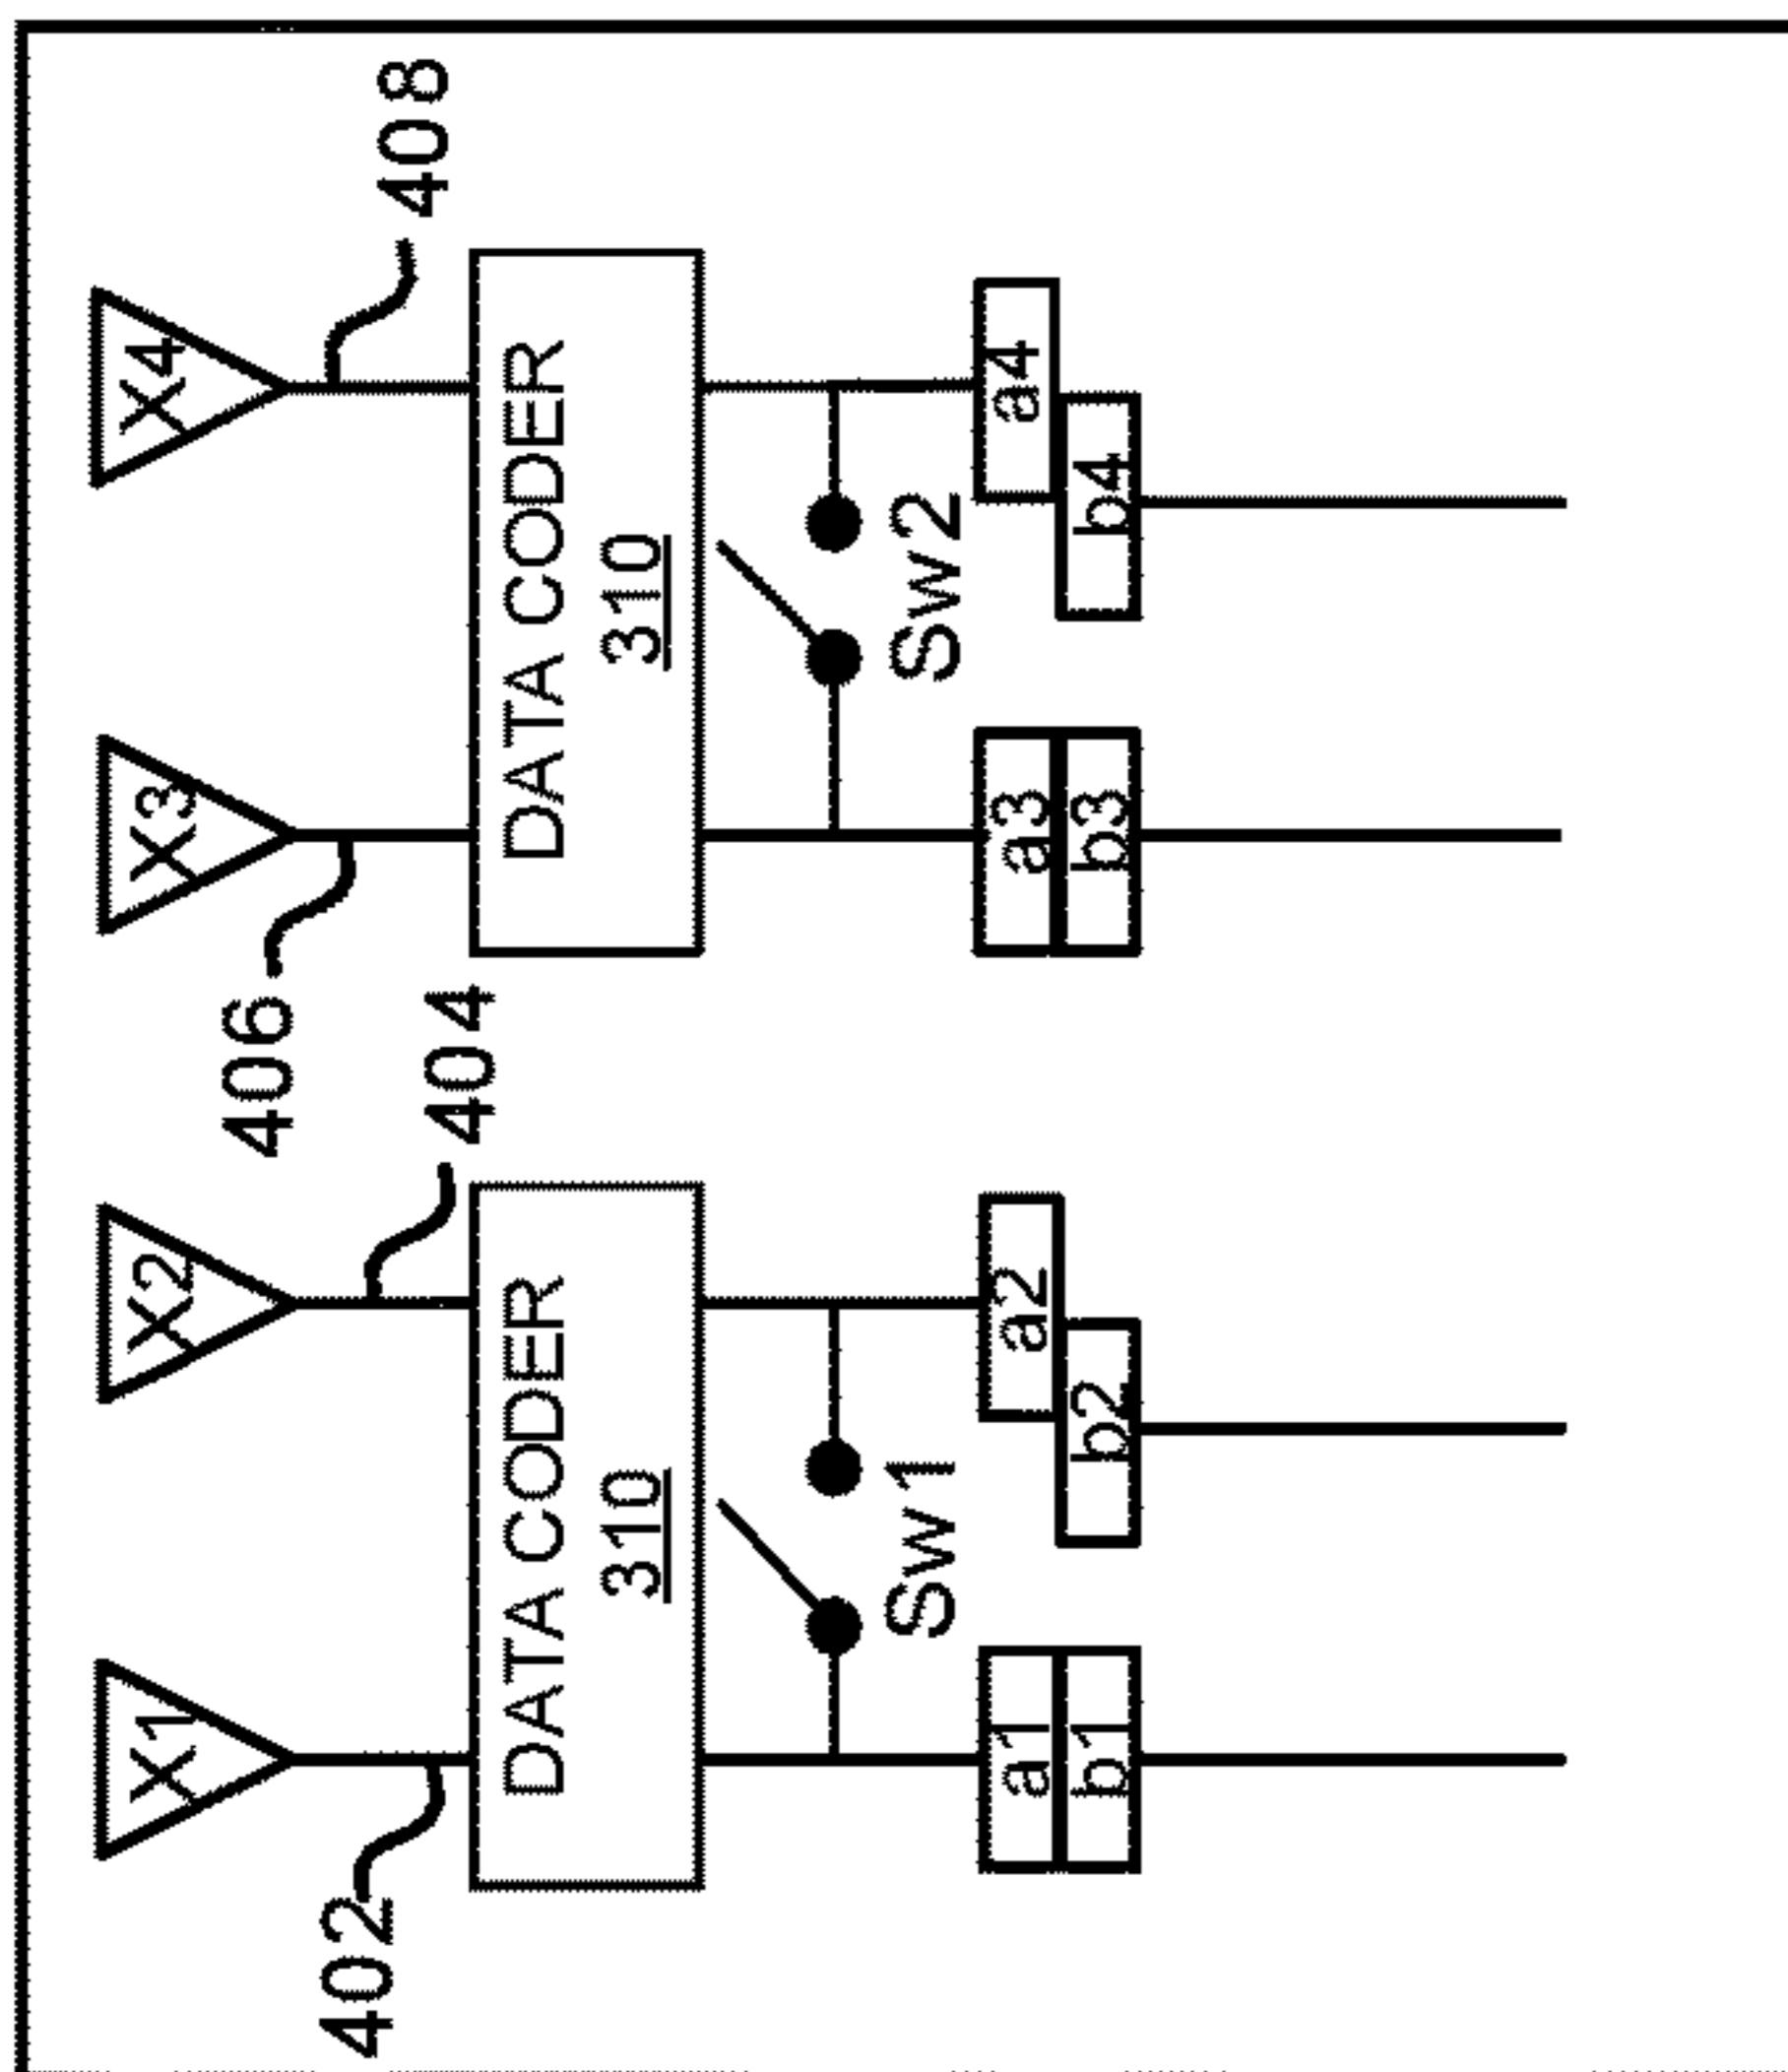 X1
X2
X3
X4
402
404
406
408
DATA CODER
310
DATA CODER
310
Sw1
Sw2
a1
b1
a2
b2
a3
b3
a4
b4